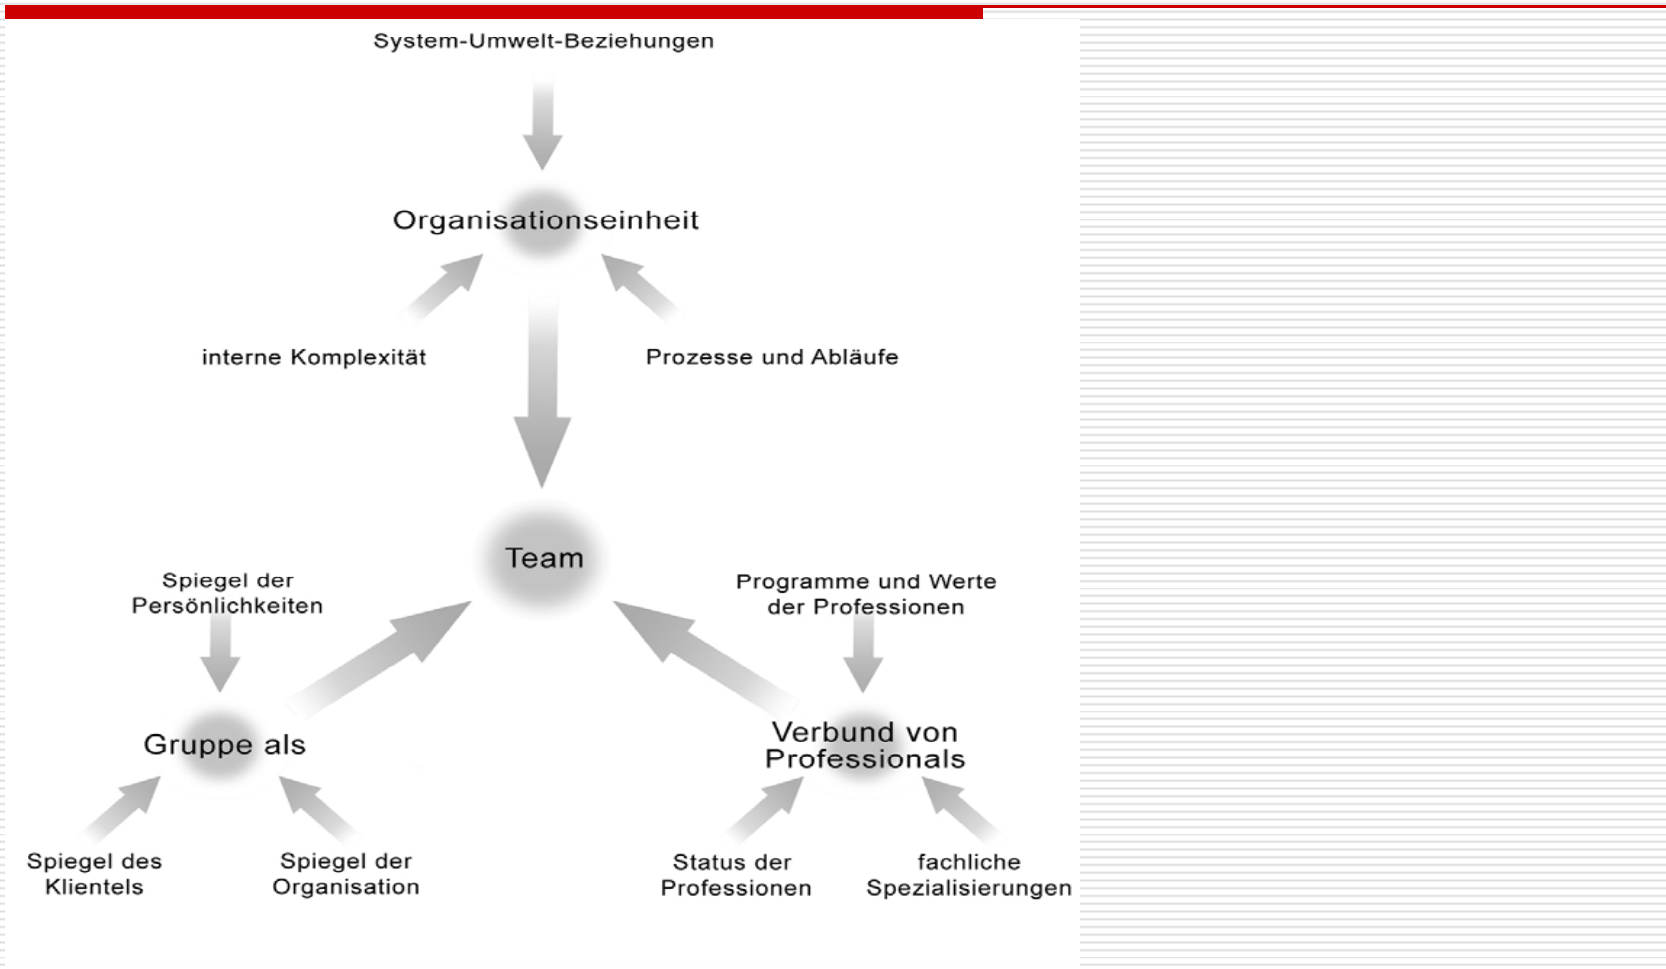 System-Umwelt-Beziehungen
Organisationseinheit
interne Komplexität
Prozesse und Abläufe
Team
Spiegel der
Persönlichkeiten
Programme und Werte
der Professionen
Gruppe als
Verbund von
Professionals
Spiegel des
Klientels
Spiegel der
Organisation
Status der
Professionen
fachliche
Spezialisierungen